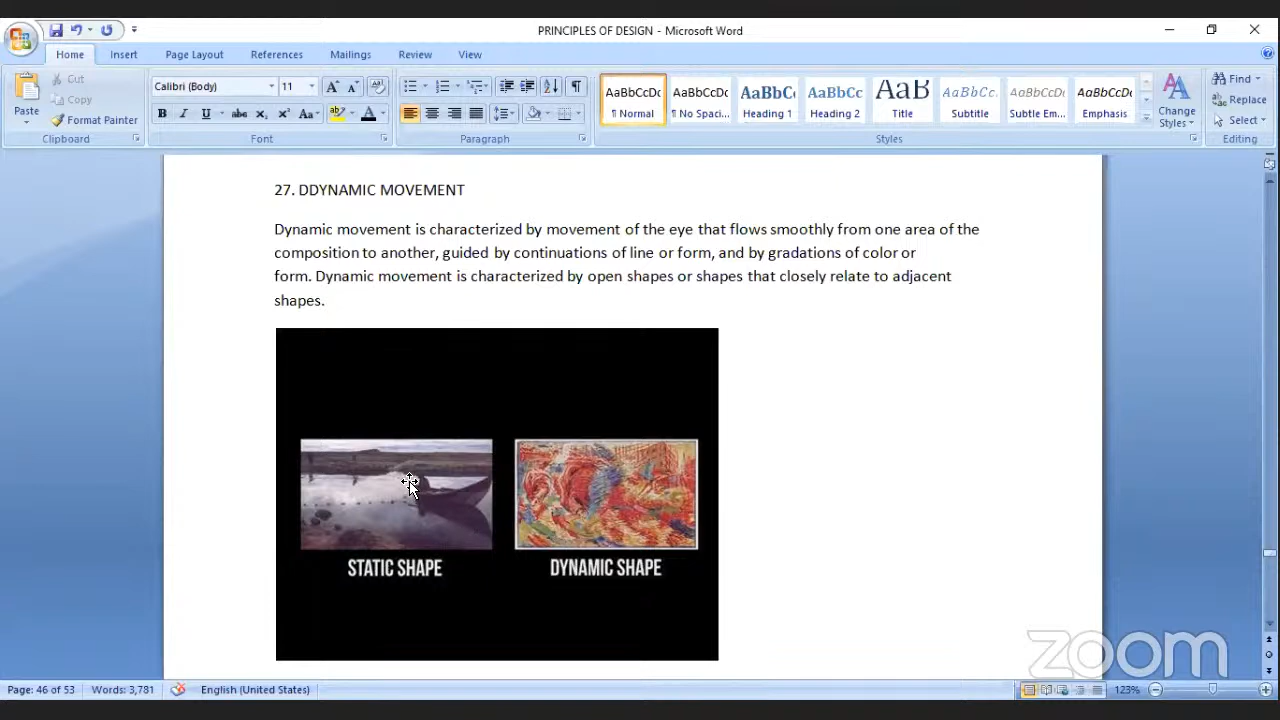 PRINCIPLES OF DESIGN - Microsoft Word
Home Insert Page Layout References Mailings Review View
Cut
Copy
Format Painter
Paste
Clipboard
Calibri (Body) 11
Font
Paragraph
AaBbCcDc AaBbCcDc AaBbCc AaBbCc AaB AaBbCc. AaBbCcDc AaBbCcDc
¶ Normal ¶ No Spaci... Heading 1 Heading 2 Title Subtitle Subtle Em... Emphasis
Change
Styles
Styles
Find
Replace
Select
Editing
27. DDYNAMIC MOVEMENT
Dynamic movement is characterized by movement of the eye that flows smoothly from one area of the
composition to another, guided by continuations of line or form, and by gradations of color or
form. Dynamic movement is characterized by open shapes or shapes that closely relate to adjacent
shapes.
STATIC SHAPE DYNAMIC SHAPE
zoom
Page: 46 of 53 Words: 3,781 English (United States) 123%